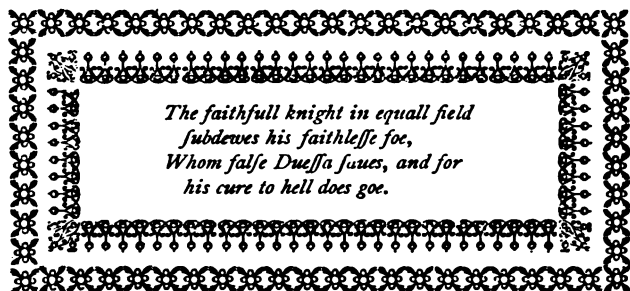 The faithfull knight in equall field
ſubdewes his faithleſſe foe,
Whom falſe Dueſſa ſaues, and for
his cure to hell does goe.